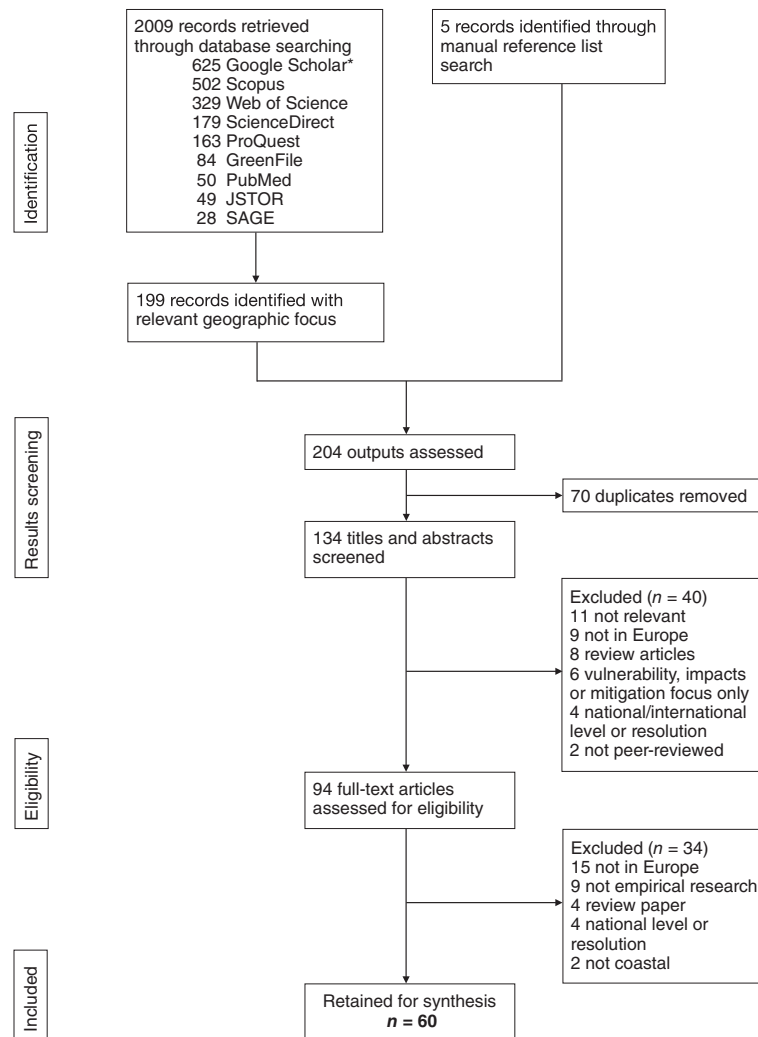 2009 records retrieved
through database searching
625 Google Scholar*
502 Scopus
329 Web of Science
179 ScienceDirect
163 ProQuest
84 GreenFile
50 PubMed
49 JSTOR
28 SAGE
5 records identified through
manual reference list
search
Identification
199 records identified with
relevant geographic focus
Results screening
204 outputs assessed
70 duplicates removed
134 titles and abstracts
screened
Excluded (n = 40)
11 not relevant
9 not in Europe
8 review articles
6 vulnerability, impacts
or mitigation focus only
4 national/international
level or resolution
2 not peer-reviewed
Eligibility
94 full-text articles
assessed for eligibility
Excluded (n = 34)
15 not in Europe
9 not empirical research
4 review paper
4 national level or
resolution
2 not coastal
Included
Retained for synthesis
n = 60